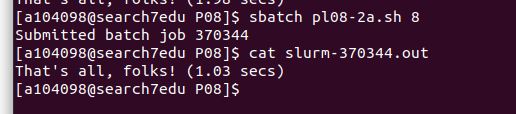 That's all, folks! (1.98 secs)
[a104098@search7edu P08]$ sbatch pl08-2a.sh 8
Submitted batch job 370344
[a104098@search7edu P08]$ cat slurm-370344.out
That's all, folks! (1.03 secs)
[a104098@search7edu P08]$